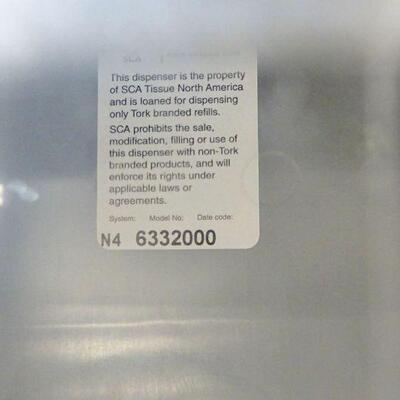 SCA
This dispenser is the property
of SCA Tissue North America
and is loaned for dispensing
only Tork branded refills.
SCA prohibits the sale,
modification, filling or use of
this dispenser with non-Tork
branded products, and will
enforce its rights under
applicable laws or
agreements.
System: Model No: Date code:
N4 6332000